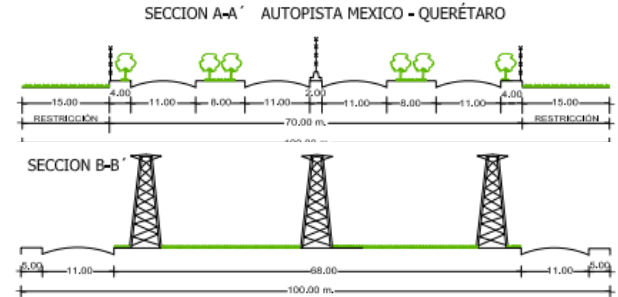 SECCION A-A´ AUTOPISTA MEXICO - QUERÉTARO
15.00 4.00 11.00 8.00 11.00 2.00 11.00 8.00 11.00 4.00 15.00
RESTRICCIÓN 70.00 m. RESTRICCIÓN
100.00 m.
SECCION B-B´
5.00 11.00 68.00 11.00 5.00
100.00 m.